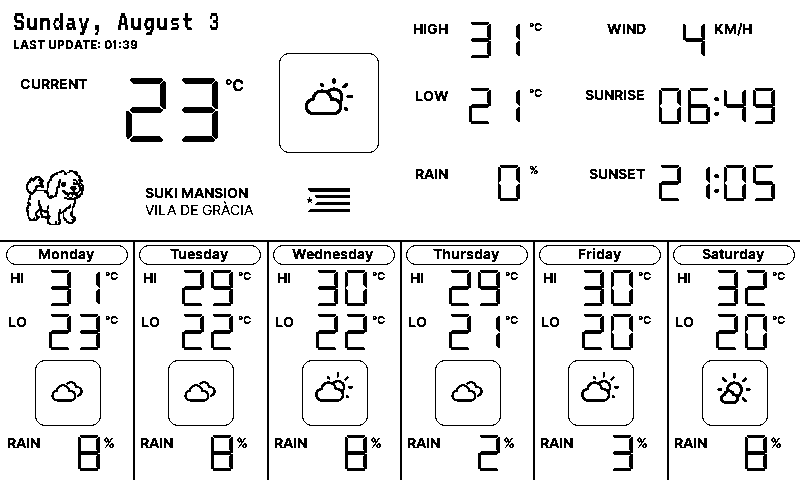 Sunday, August 3
LAST UPDATE: 01:39
CURRENT 23 °C
SUKI MANSION
VILA DE GRÀCIA
HIGH 31 °C
LOW 21 °C
RAIN 0 %
WIND 4 KM/H
SUNRISE 06:49
SUNSET 21:05
Monday
HI 31 °C
LO 23 °C
RAIN 8 %
Tuesday
HI 29 °C
LO 22 °C
RAIN 8 %
Wednesday
HI 30 °C
LO 22 °C
RAIN 8 %
Thursday
HI 29 °C
LO 21 °C
RAIN 2 %
Friday
HI 30 °C
LO 20 °C
RAIN 3 %
Saturday
HI 32 °C
LO 20 °C
RAIN 8 %